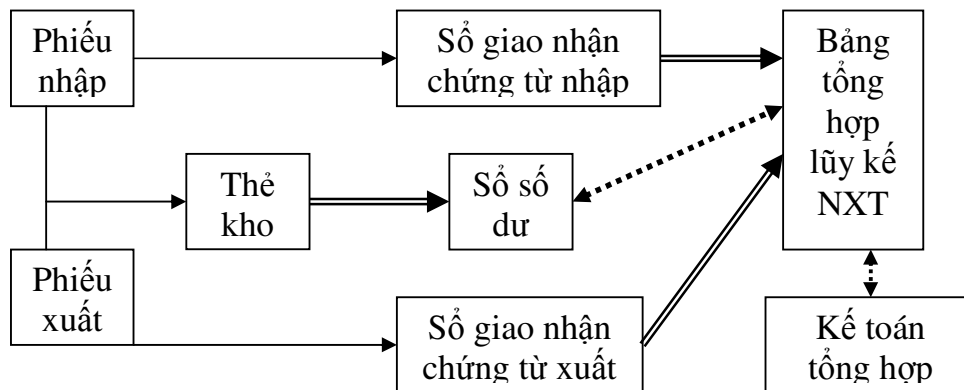 Phiếu
nhập
Sổ giao nhận
chứng từ nhập
Bảng
tổng
hợp
lũy kế
NXT
Thẻ
kho
Sổ số
dư
Phiếu
xuất
Sổ giao nhận
chứng từ xuất
Kế toán
tổng hợp